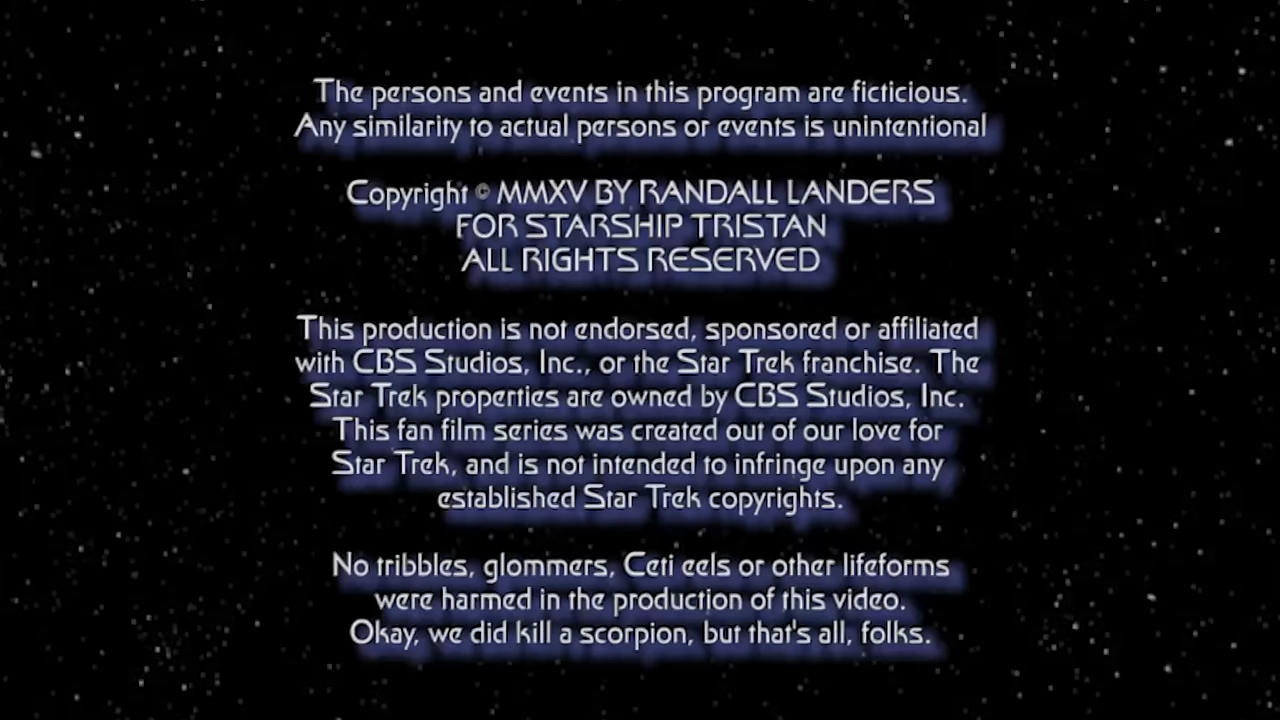 The persons and events in this program are ficticious.
Any similarity to actual persons or events is unintentional
Copyright © MMXV BY RANDALL LANDERS
FOR STARSHIP TRISTAN
ALL RIGHTS RESERVED
This production is not endorsed, sponsored or affiliated
with CBS Studios, Inc., or the Star Trek franchise. The
Star Trek properties are owned by CBS Studios, Inc.
This fan film series was created out of our love for
Star Trek, and is not intended to infringe upon any
established Star Trek copyrights.
No tribbles, glommers, Ceti eels or other lifeforms
were harmed in the production of this video.
Okay, we did kill a scorpion, but that's all, folks.